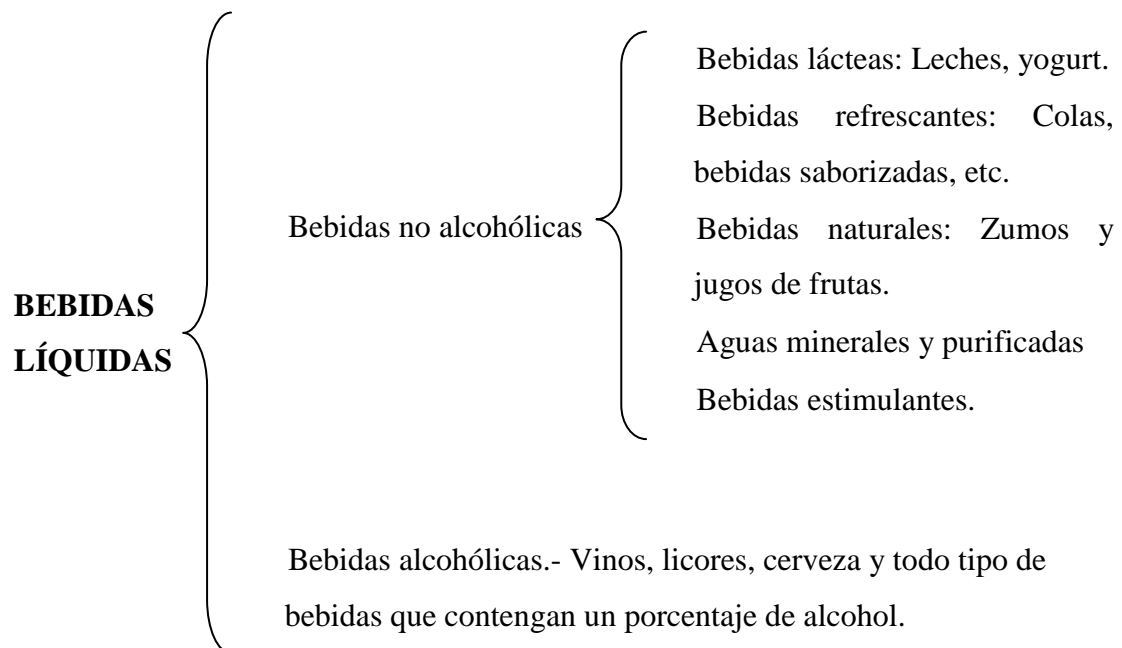 BEBIDAS
LÍQUIDAS
Bebidas no alcohólicas
Bebidas lácteas: Leches, yogurt.
Bebidas refrescantes: Colas,
bebidas saborizadas, etc.
Bebidas naturales: Zumos y
jugos de frutas.
Aguas minerales y purificadas
Bebidas estimulantes.
Bebidas alcohólicas.- Vinos, licores, cerveza y todo tipo de
bebidas que contengan un porcentaje de alcohol.